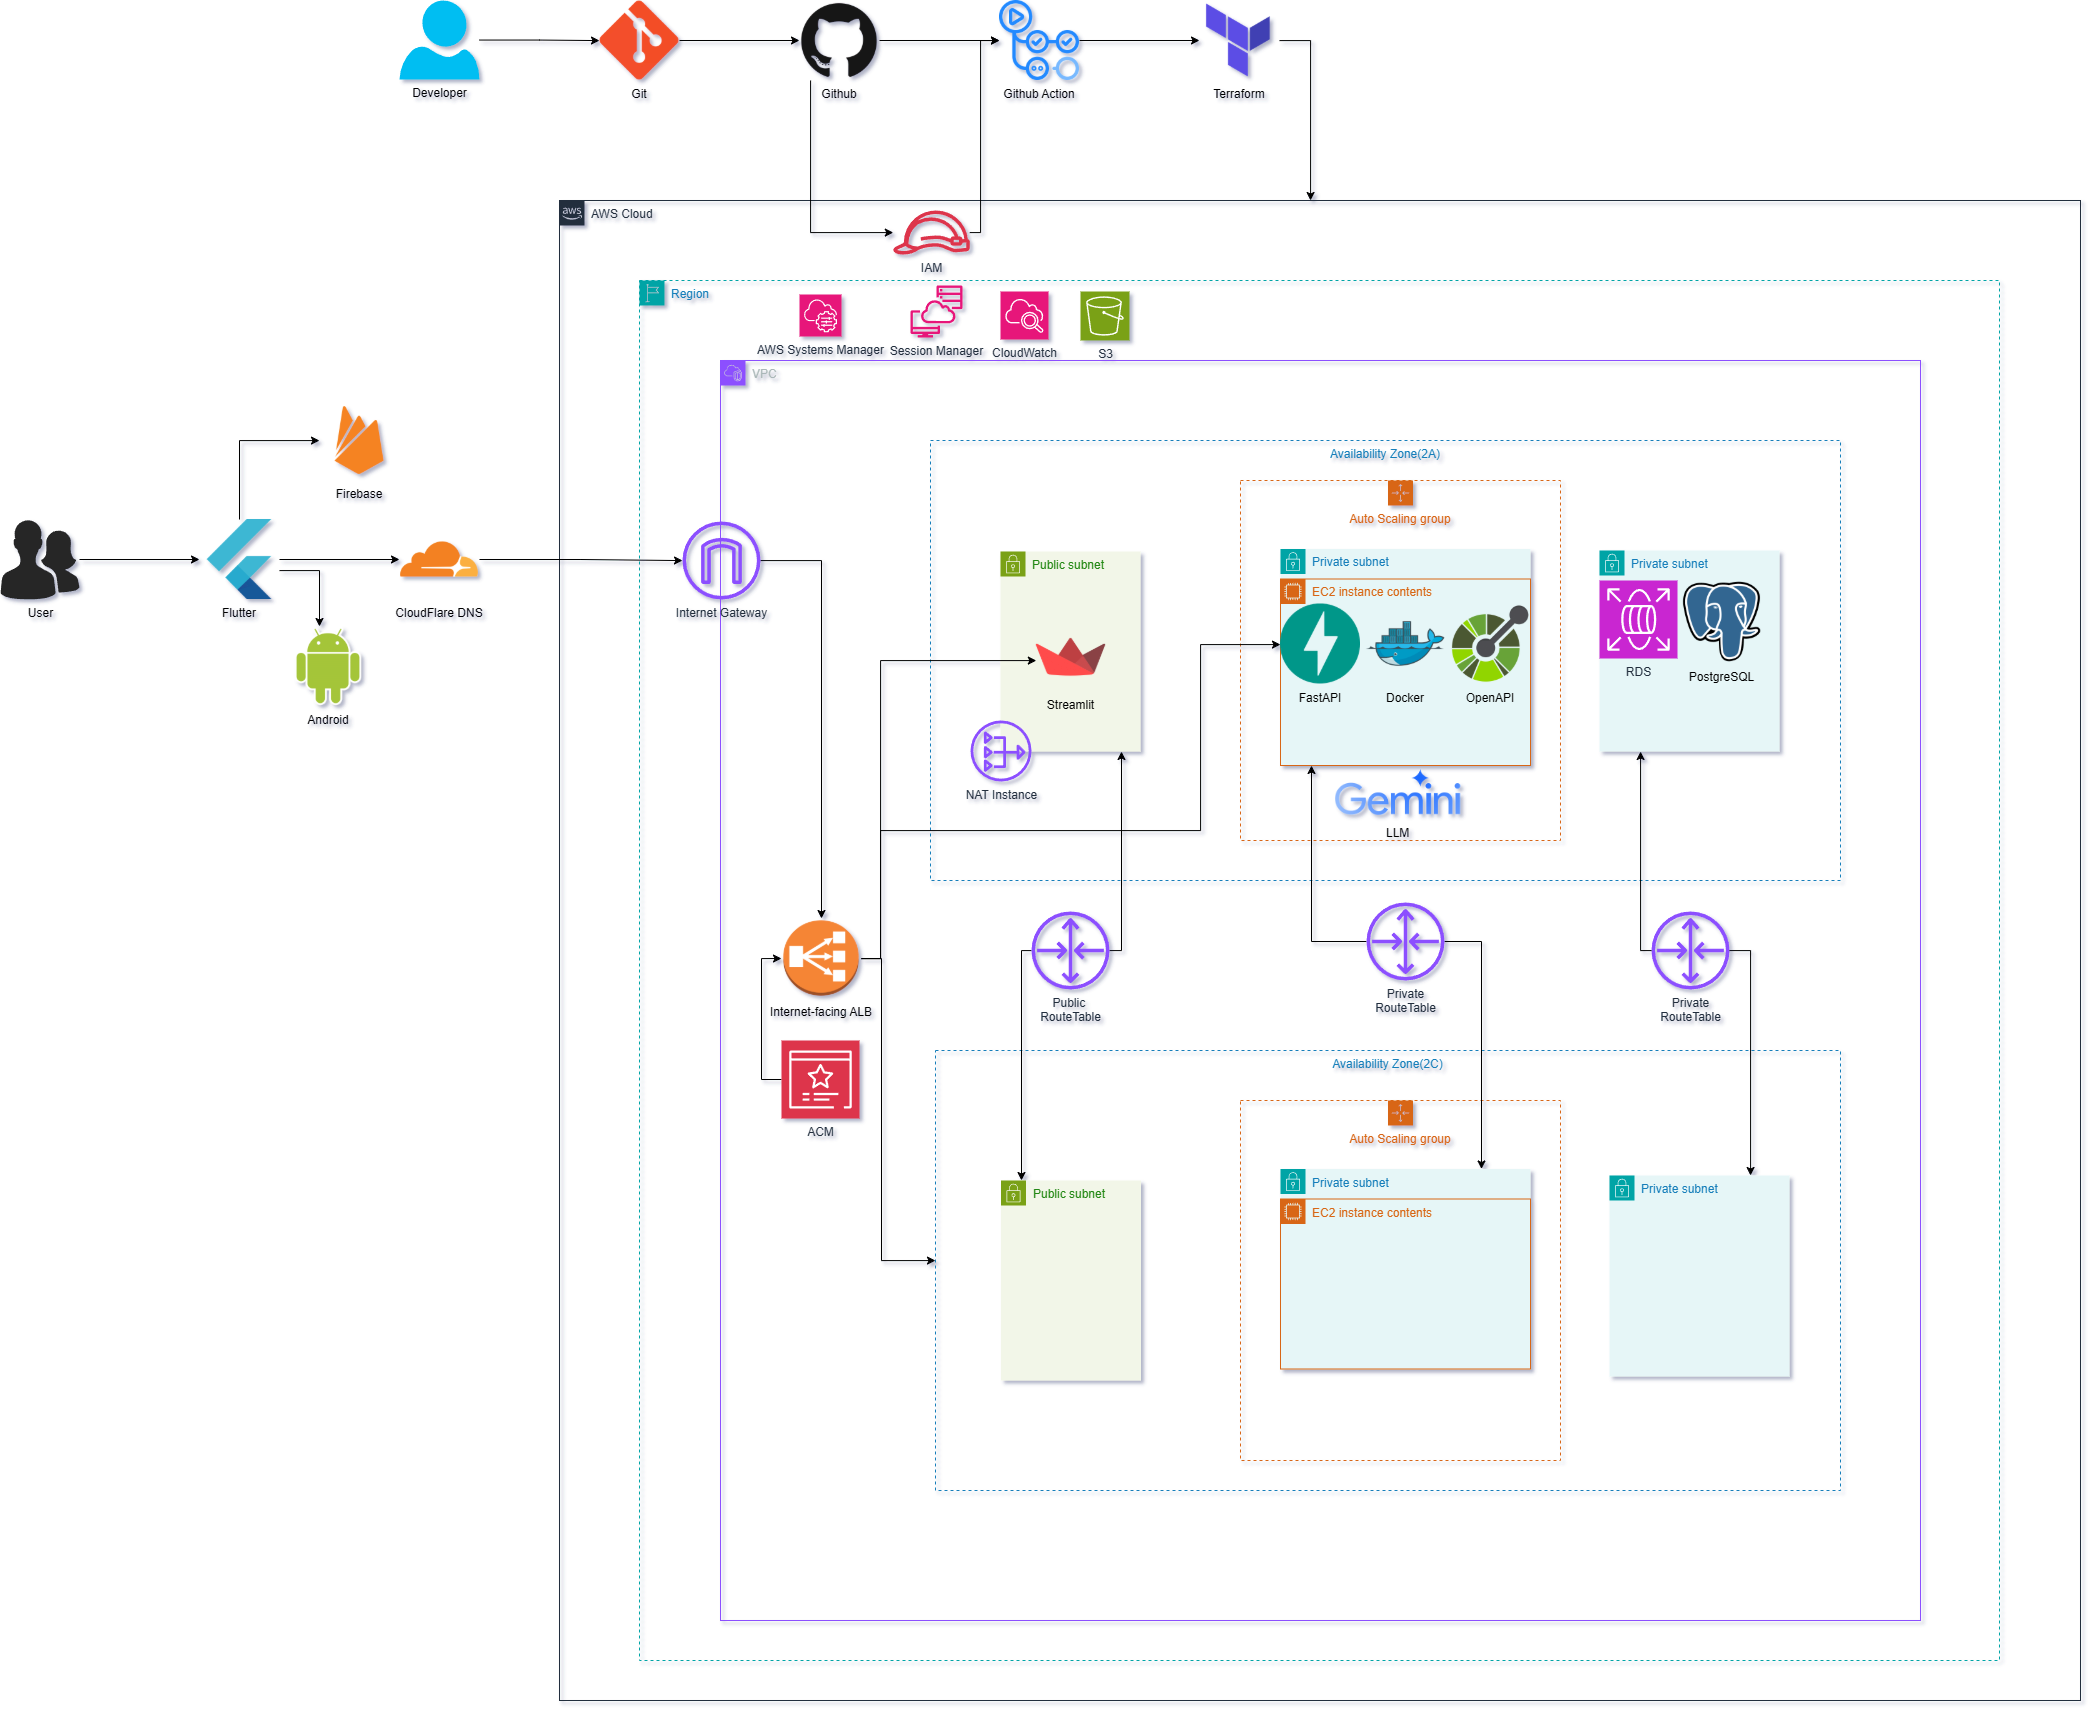 Developer
Git
Github
Github Action
Terraform
aws
AWS Cloud
IAM
Region
AWS Systems Manager
Session Manager
CloudWatch
S3
VPC
Firebase
User
Flutter
CloudFlare DNS
Android
Internet Gateway
Availability Zone(2A)
Auto Scaling group
Public subnet
Streamlit
NAT Instance
Private subnet
EC2 instance contents
FastAPI
Docker
OpenAPI
Gemini
LLM
Private subnet
RDS
PostgreSQL
Internet-facing ALB
ACM
Public
RouteTable
Private
RouteTable
Private
RouteTable
Availability Zone(2C)
Auto Scaling group
Public subnet
Private subnet
EC2 instance contents
Private subnet